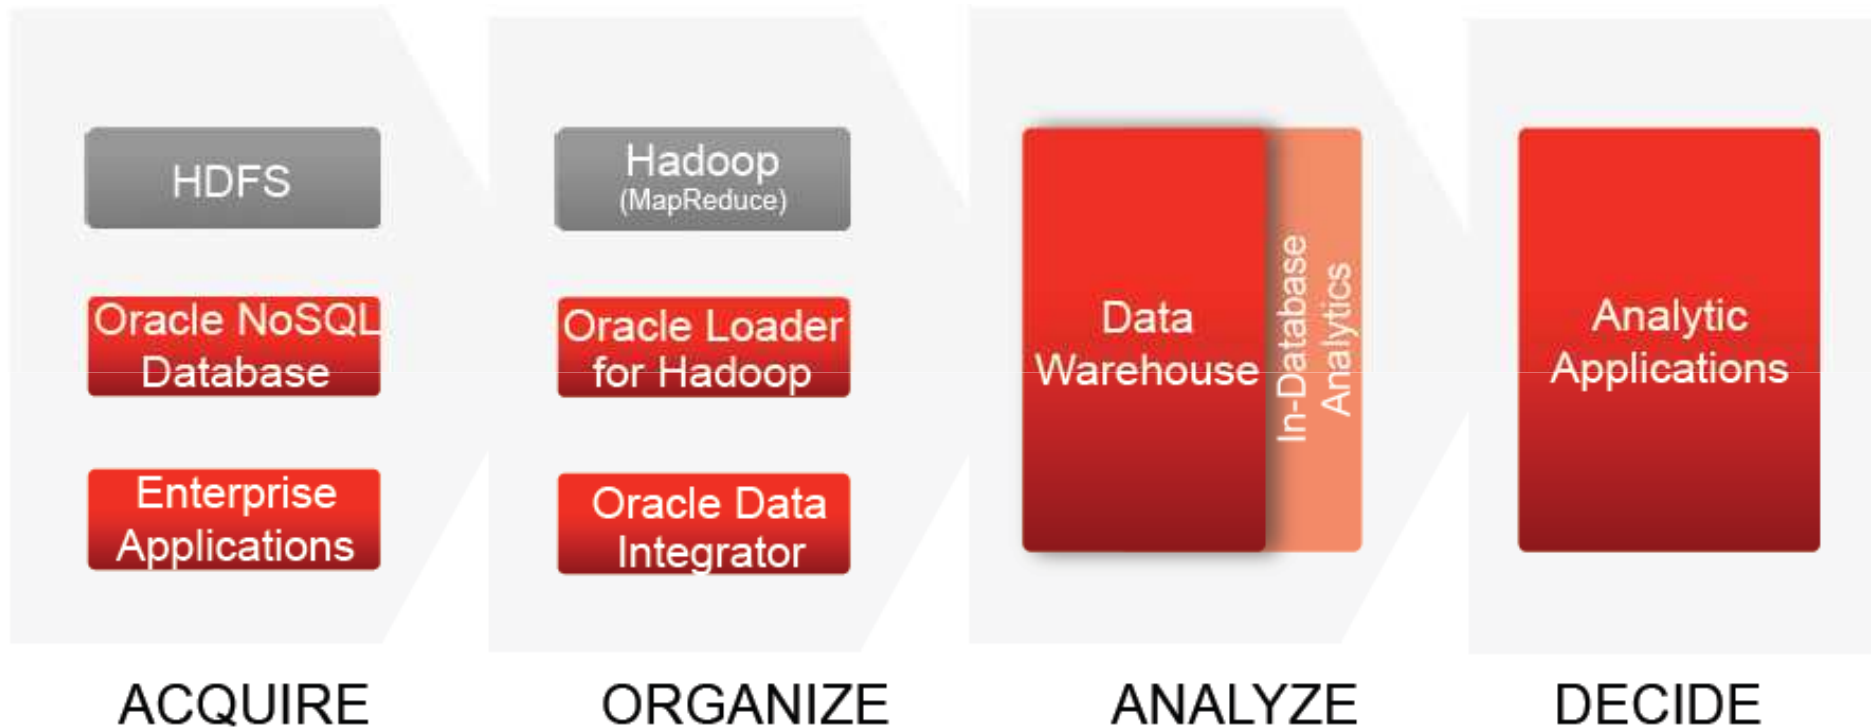 HDFS
Oracle NoSQL
Database
Enterprise
Applications
ACQUIRE
Hadoop
(MapReduce)
Oracle Loader
for Hadoop
Oracle Data
Integrator
ORGANIZE
Data
Warehouse
In-Database
Analytics
ANALYZE
Analytic
Applications
DECIDE